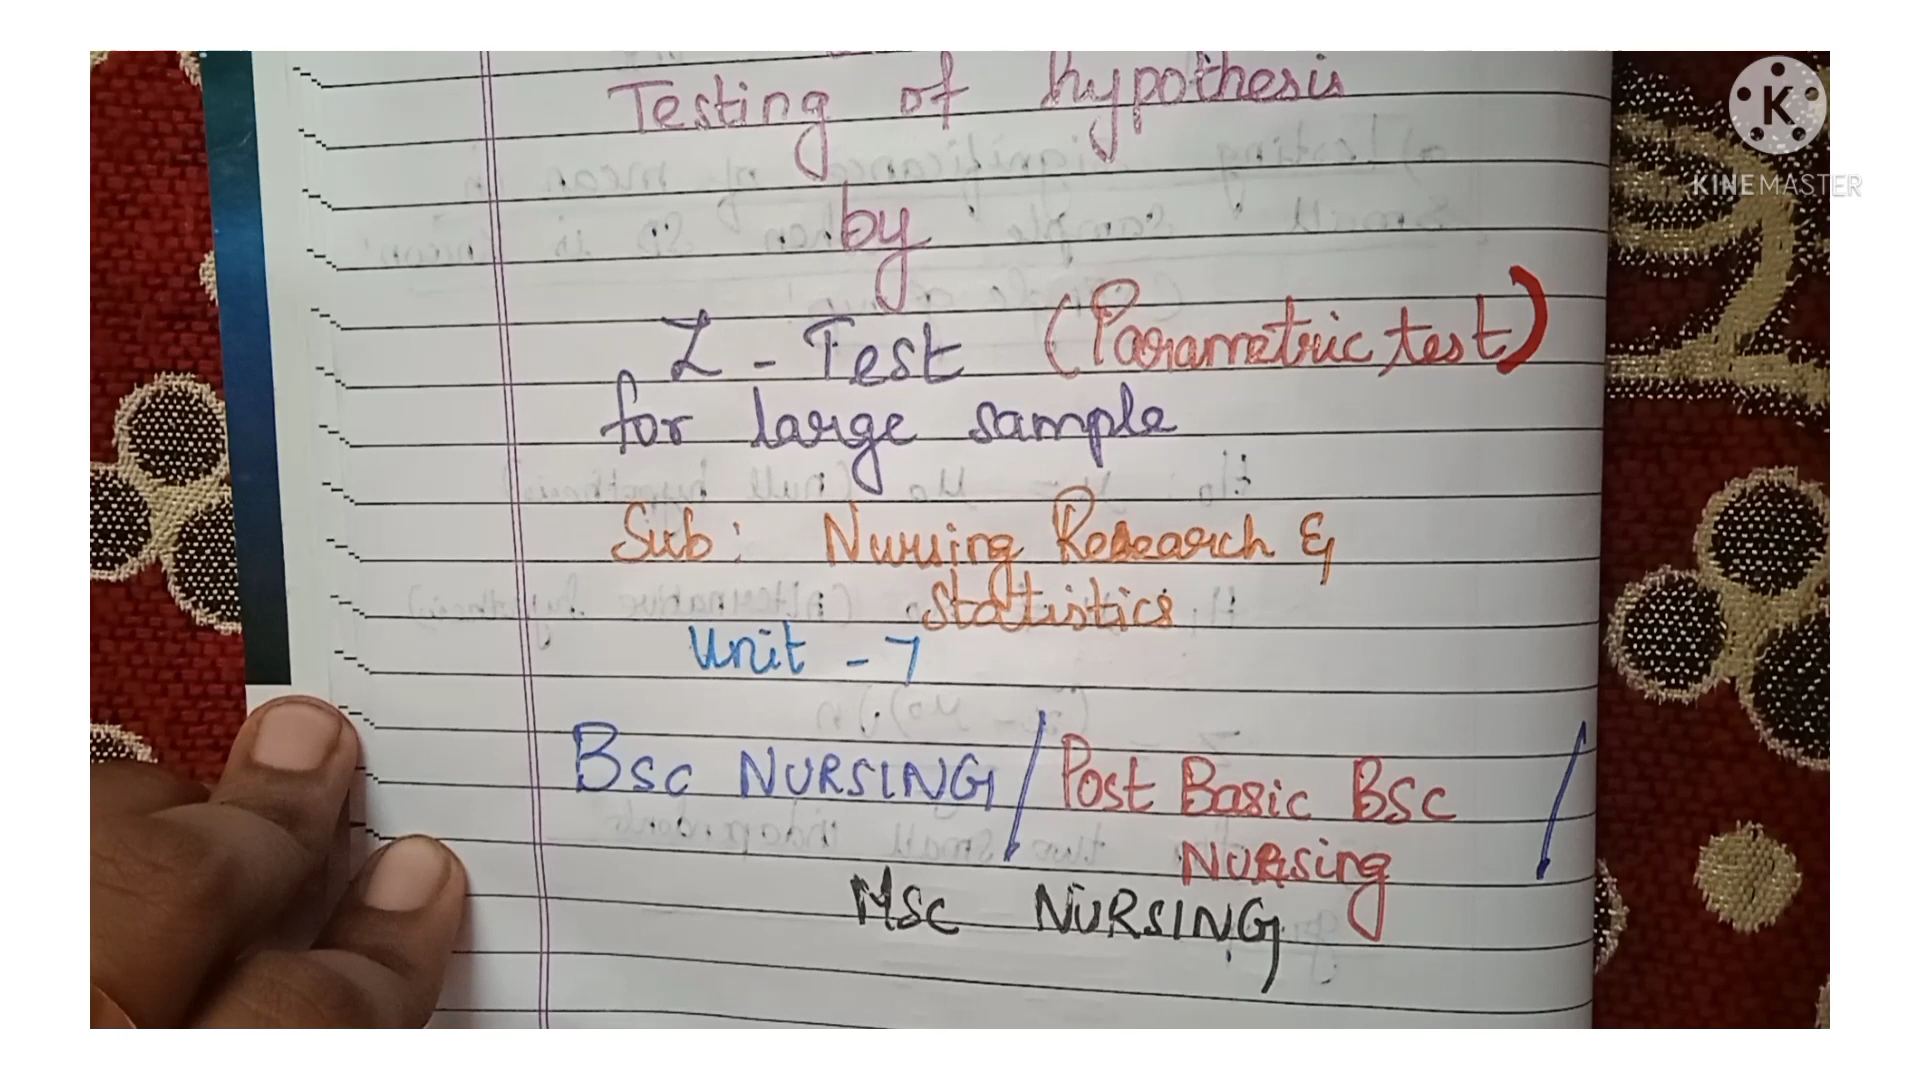 Testing of hypothesis
by
Z - Test (Parametric test)
for large sample
Sub: Nursing Research &
Statistics
Unit - 7
Bsc NURSING / Post Basic BSC /
Nursing
Msc NURSING
K
KINEMASTER